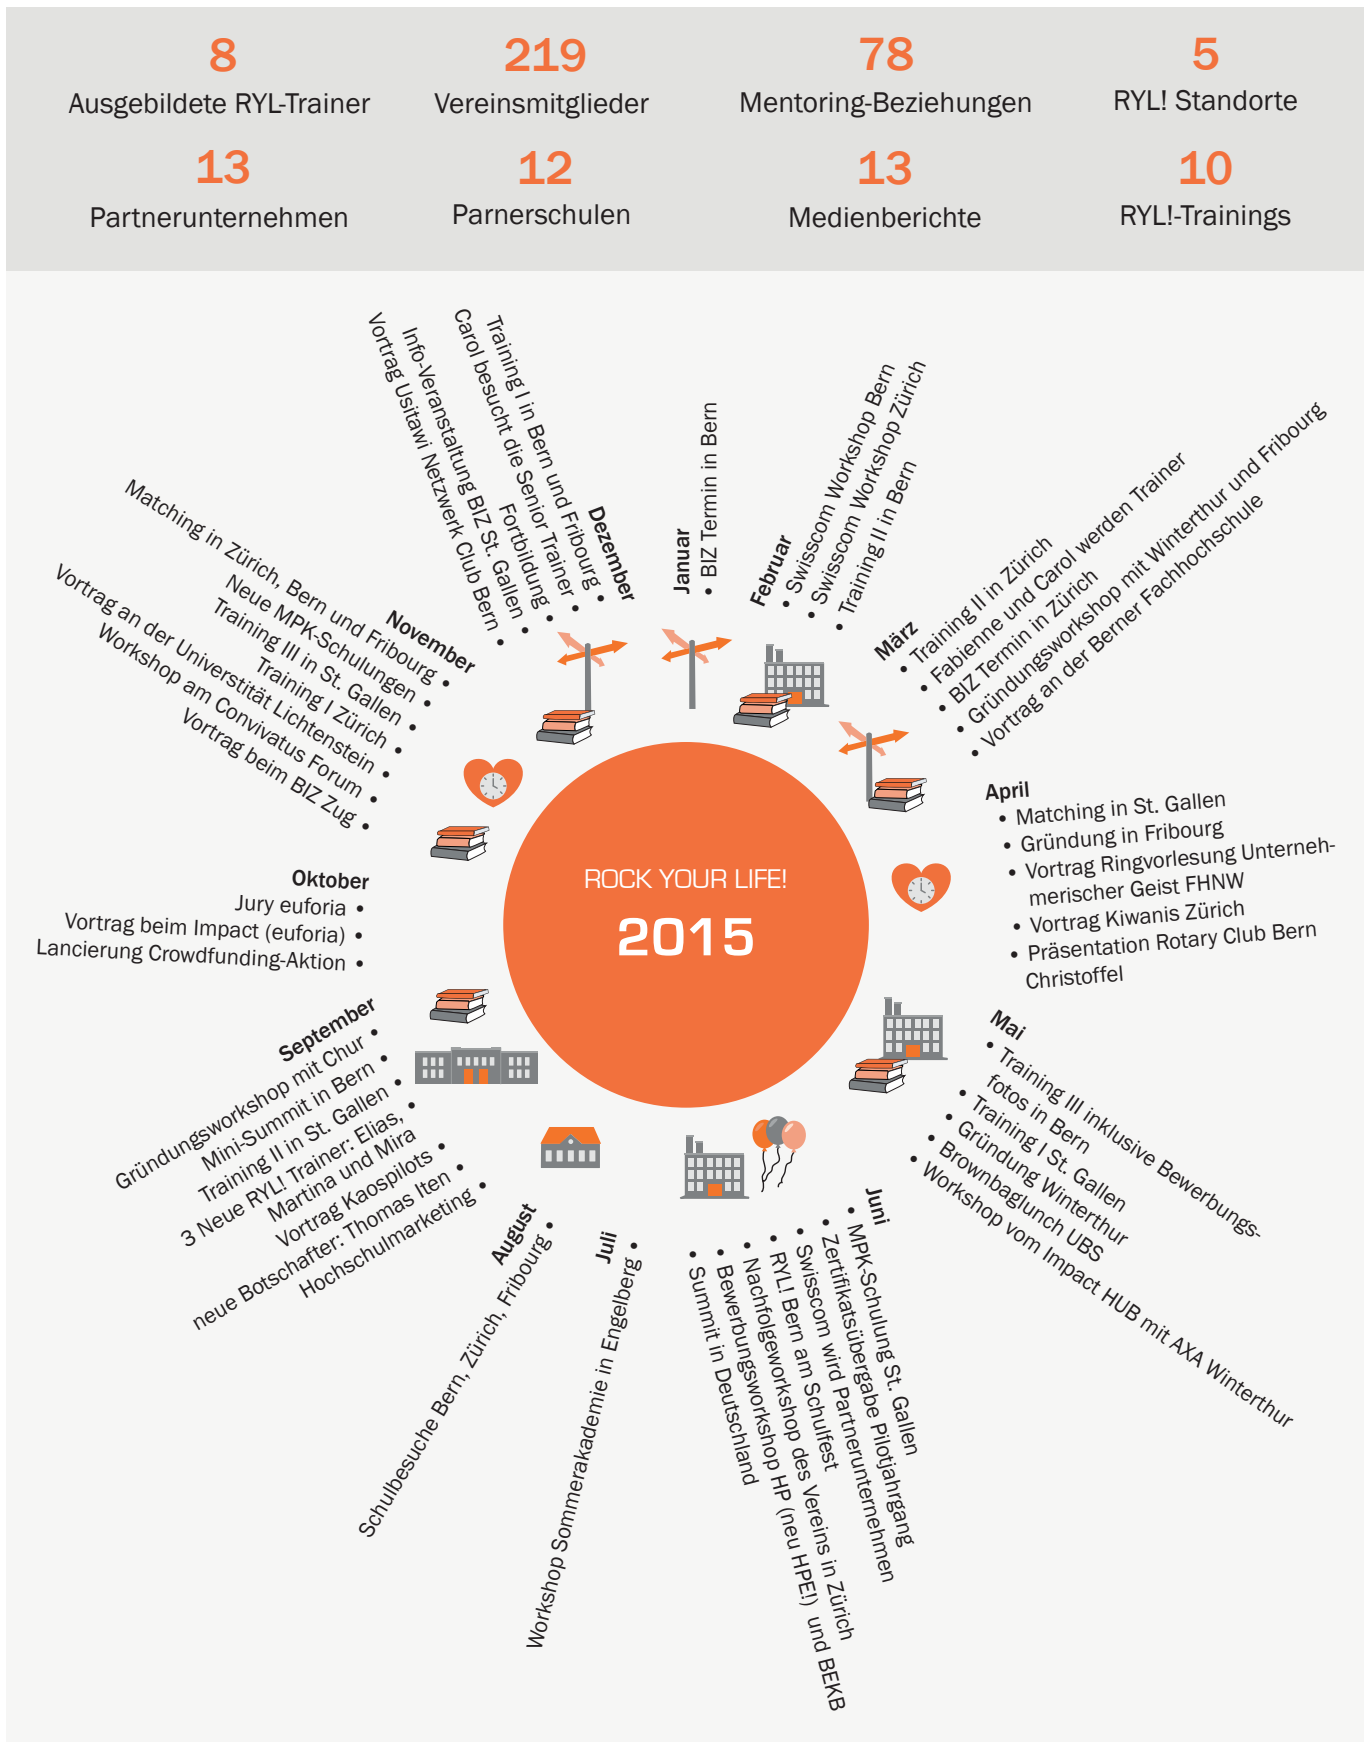 8
Ausgebildete RYL-Trainer
219
Vereinsmitglieder
78
Mentoring-Beziehungen
5
RYL! Standorte
13
Partnerunternehmen
12
Parnerschulen
13
Medienberichte
10
RYL!-Trainings
ROCK YOUR LIFE!
2015
Januar
• BIZ Termin in Bern
Februar
• Swisscom Workshop Bern
• Swisscom Workshop Zürich
• Training II in Bern
März
• Training II in Zürich
• Fabienne und Carol werden Trainer
• BIZ Termin in Zürich
• Gründungsworkshop mit Winterthur und Fribourg
• Vortrag an der Berner Fachhochschule
April
• Matching in St. Gallen
• Gründung in Fribourg
• Vortrag Ringvorlesung Unterneh-
merischer Geist FHNW
• Vortrag Kiwanis Zürich
• Präsentation Rotary Club Bern
Christoffel
Mai
• Training III inklusive Bewerbungs-
fotos in Bern
• Training I St. Gallen
• Gründung Winterthur
• Brownbaglunch UBS
• Workshop vom Impact HUB mit AXA Winterthur
Juni
• MPK-Schulung St. Gallen
• Zertifikatsübergabe Pilotjahrgang
• Swisscom wird Partnerunternehmen
• RYL! Bern am Schulfest
• Nachfolgeworkshop des Vereins in Zürich
• Bewerbungsworkshop HP (neu HPE!) und BEKB
• Summit in Deutschland
Juli
Workshop Sommerakademie in Engelberg •
August
Schulbesuche Bern, Zürich, Fribourg •
September
Gründungsworkshop mit Chur •
Mini-Summit in Bern •
Training II in St. Gallen •
3 Neue RYL! Trainer: Elias, •
Martina und Mira
Vortrag Kaospilots •
neue Botschafter: Thomas Iten •
Hochschulmarketing •
Oktober
Jury euforia •
Vortrag beim Impact (euforia) •
Lancierung Crowdfunding-Aktion •
November
Matching in Zürich, Bern und Fribourg •
Neue MPK-Schulungen •
Training III in St. Gallen •
Training I Zürich •
Vortrag an der Universtität Lichtenstein •
Workshop am Convivatus Forum •
Vortrag beim BIZ Zug •
Dezember
Training I in Bern und Fribourg •
Carol besucht die Senior Trainer •
Fortbildung •
Info-Veranstaltung BIZ St. Gallen •
Vortrag Usitawi Netzwerk Club Bern •